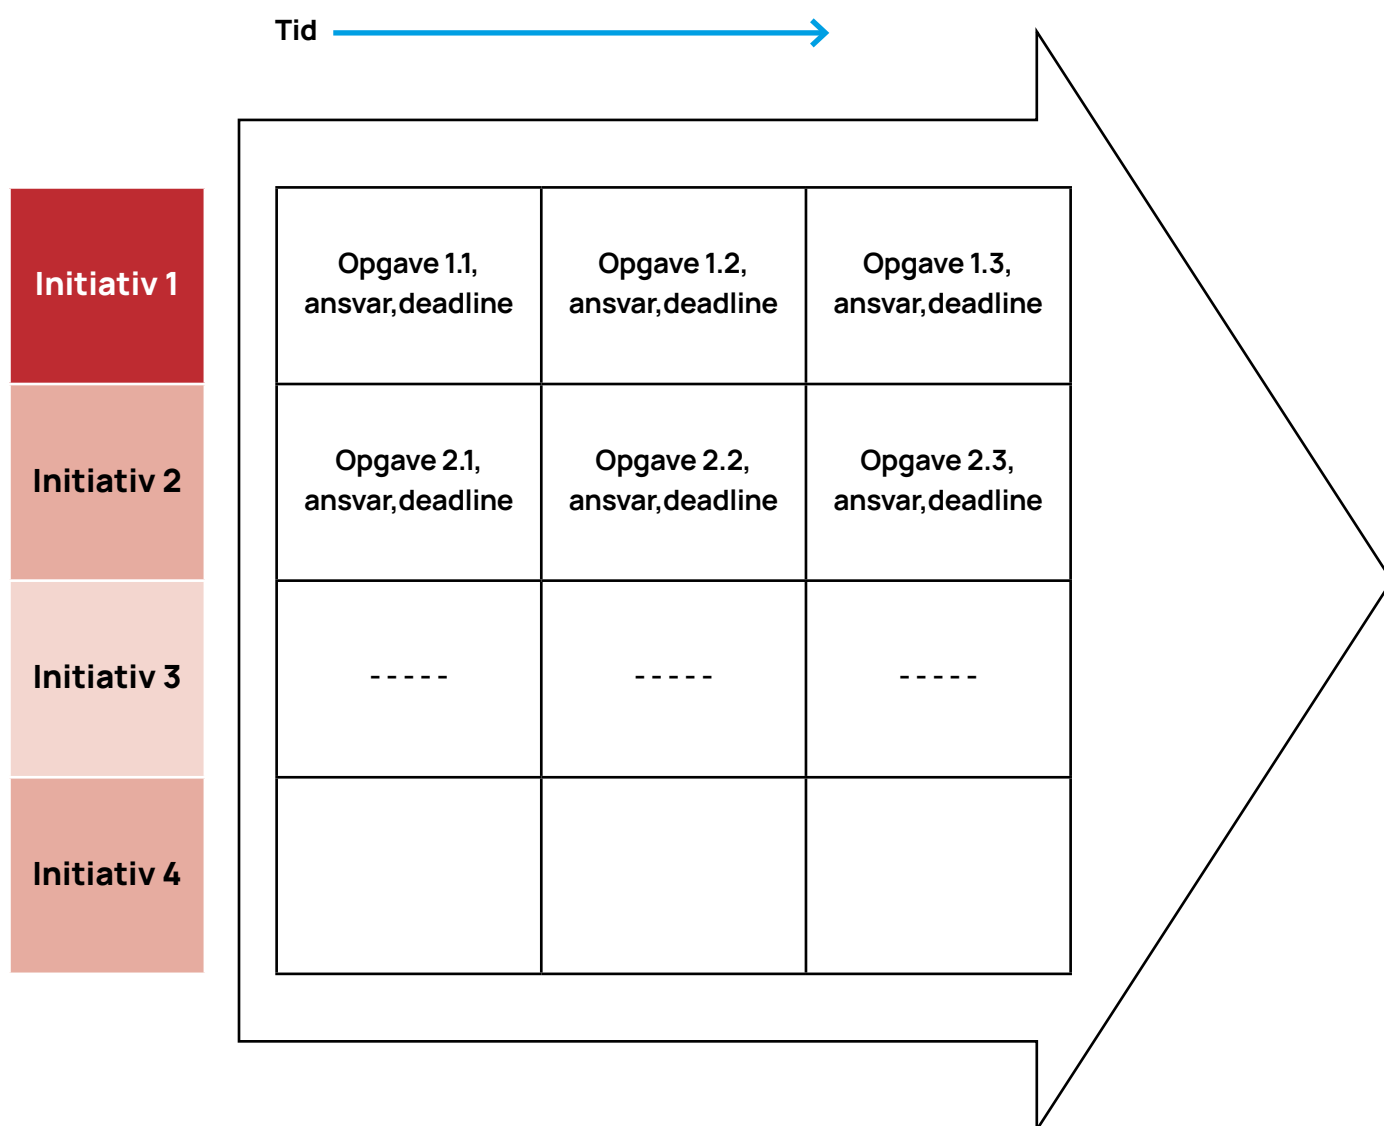 Tid
Initiativ 1
Opgave 1.1,
ansvar,deadline
Opgave 1.2,
ansvar,deadline
Opgave 1.3,
ansvar,deadline
Initiativ 2
Opgave 2.1,
ansvar,deadline
Opgave 2.2,
ansvar,deadline
Opgave 2.3,
ansvar,deadline
Initiativ 3
- - - - -
- - - - -
- - - - -
Initiativ 4